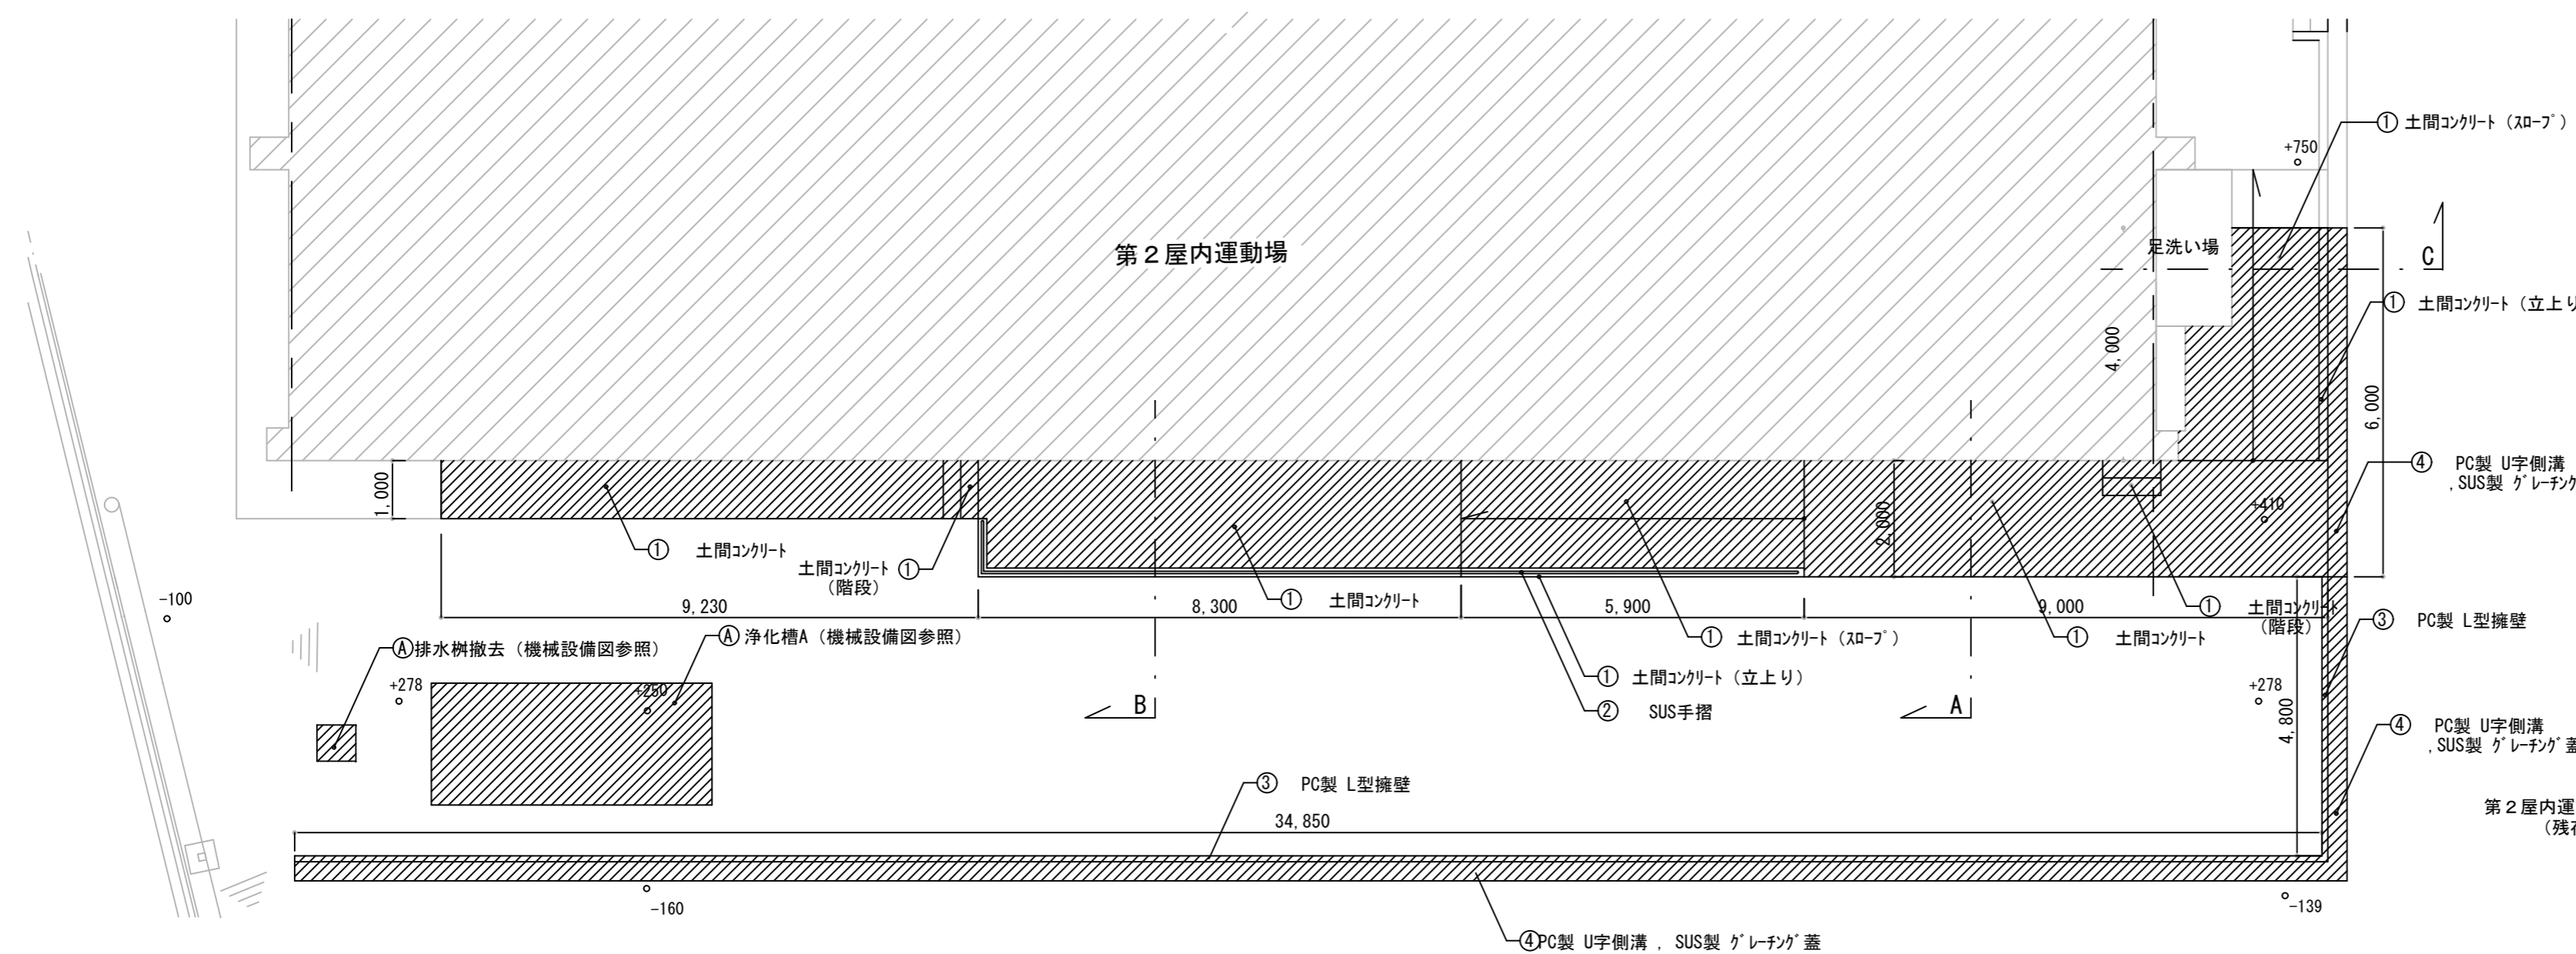 ① 土間ｺﾝｸﾘｰﾄ（ｽﾛｰﾌﾟ）
+750
第２屋内運動場
足洗い場
C
① 土間ｺﾝｸﾘｰﾄ（立上り
4,000
6,000
④ PC製 U字側溝
,SUS製 ｸﾞﾚｰﾁﾝｸ
1,000
2,000
+410
① 土間ｺﾝｸﾘｰﾄ
土間ｺﾝｸﾘｰﾄ ①
（階段）
-100
9,230
8,300
① 土間ｺﾝｸﾘｰﾄ
5,900
9,000
① 土間ｺﾝｸﾘｰﾄ
（階段）
③ PC製 L型擁壁
Ⓐ排水桝撤去（機械設備図参照）
Ⓐ 浄化槽A（機械設備図参照）
① 土間ｺﾝｸﾘｰﾄ（ｽﾛｰﾌﾟ）
① 土間ｺﾝｸﾘｰﾄ
① 土間ｺﾝｸﾘｰﾄ（立上り）
② SUS手摺
+278
+250
B
A
+278
4,800
④ PC製 U字側溝
,SUS製 ｸﾞﾚｰﾁﾝｸﾞ蓋
③ PC製 L型擁壁
34,850
第２屋内運
（残
-160
-139
④PC製 U字側溝 , SUS製 ｸﾞﾚｰﾁﾝｸﾞ蓋